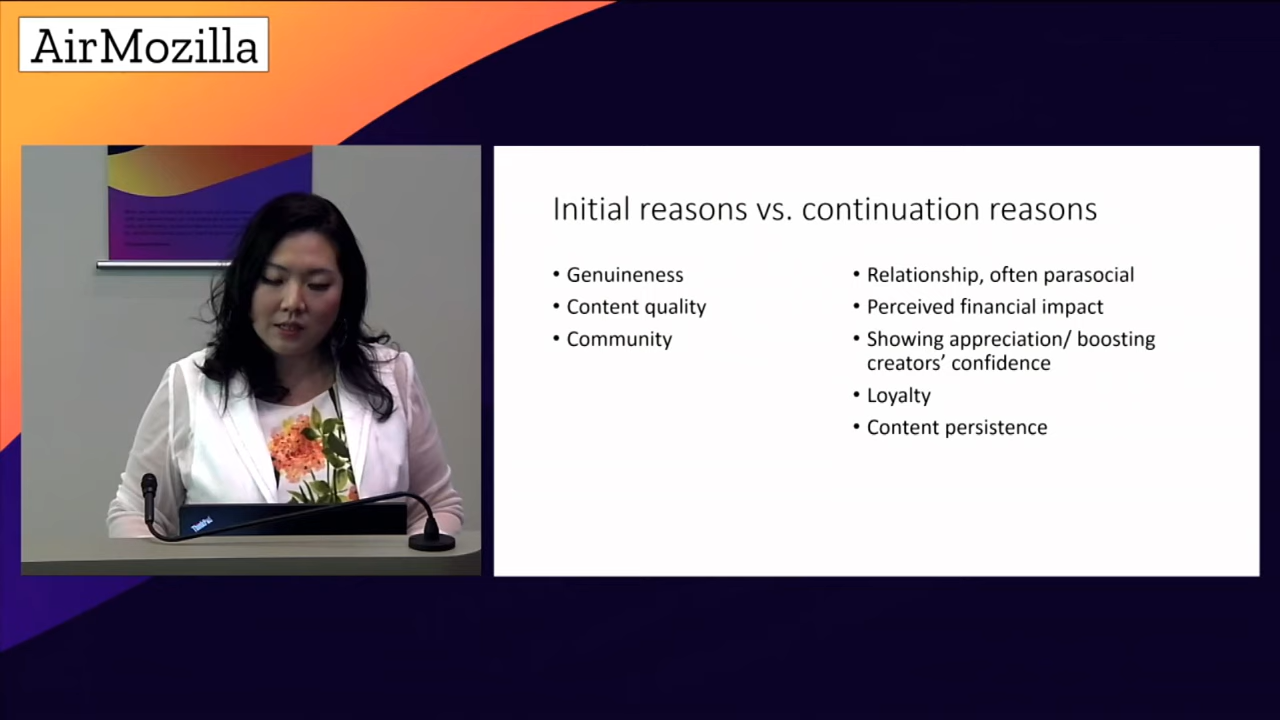 AirMozilla
Initial reasons vs. continuation reasons
• Genuineness
• Content quality
• Community
• Relationship, often parasocial
• Perceived financial impact
• Showing appreciation/ boosting
creators’ confidence
• Loyalty
• Content persistence
ThinkPad